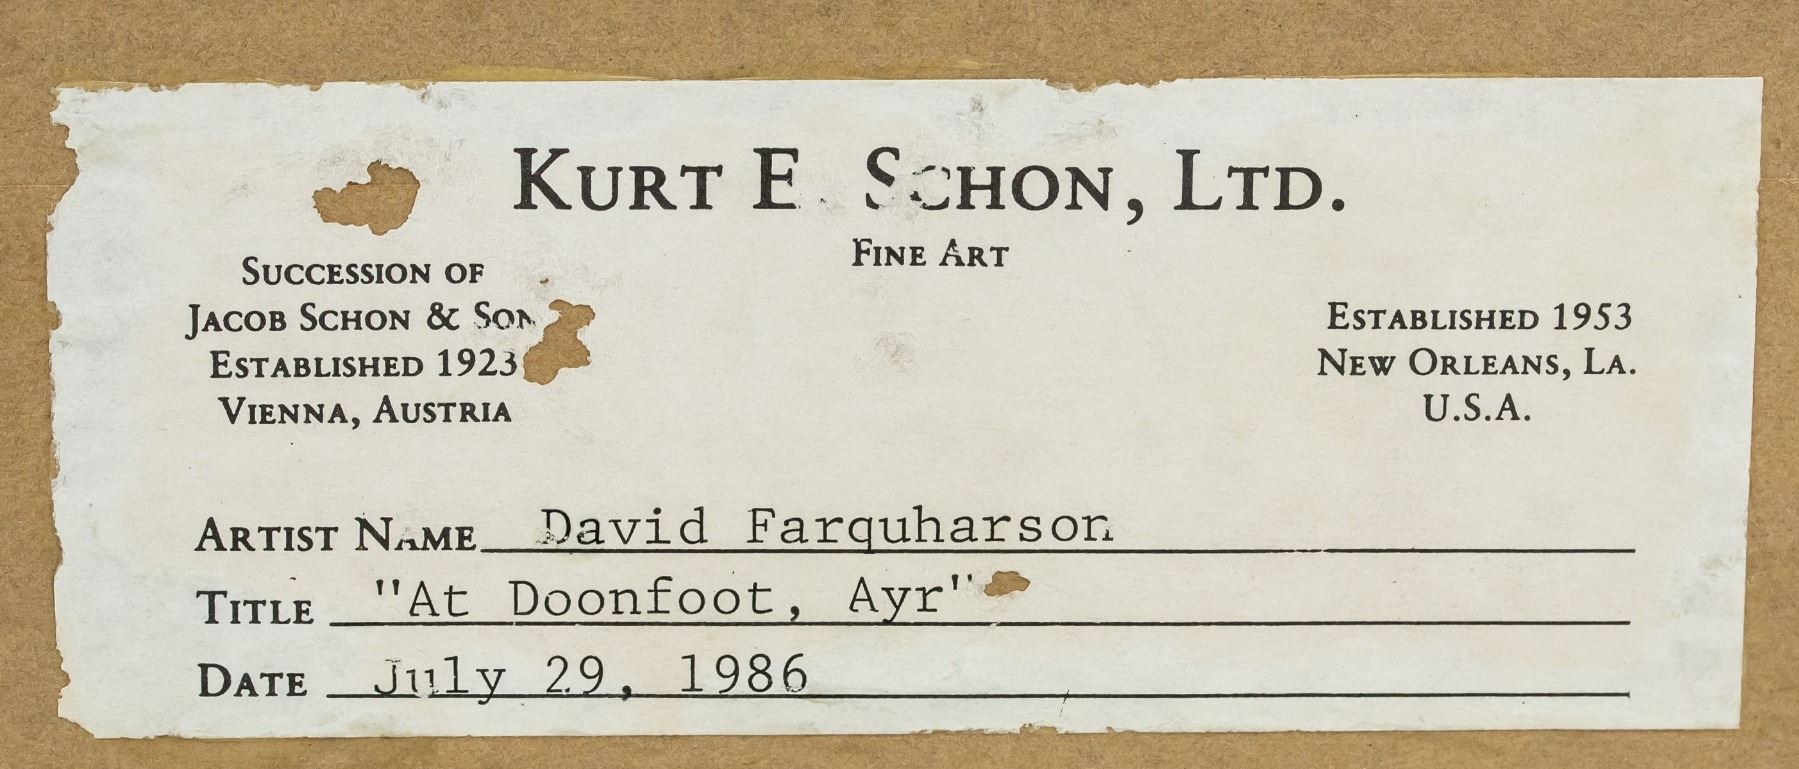 KURT E. SCHON, LTD.
FINE ART
SUCCESSION OF
JACOB SCHON & SON
ESTABLISHED 1923
VIENNA, AUSTRIA
ESTABLISHED 1953
NEW ORLEANS, LA.
U.S.A.
ARTIST NAME David Farquharson
TITLE "At Doonfoot, Ayr"
DATE July 29, 1986